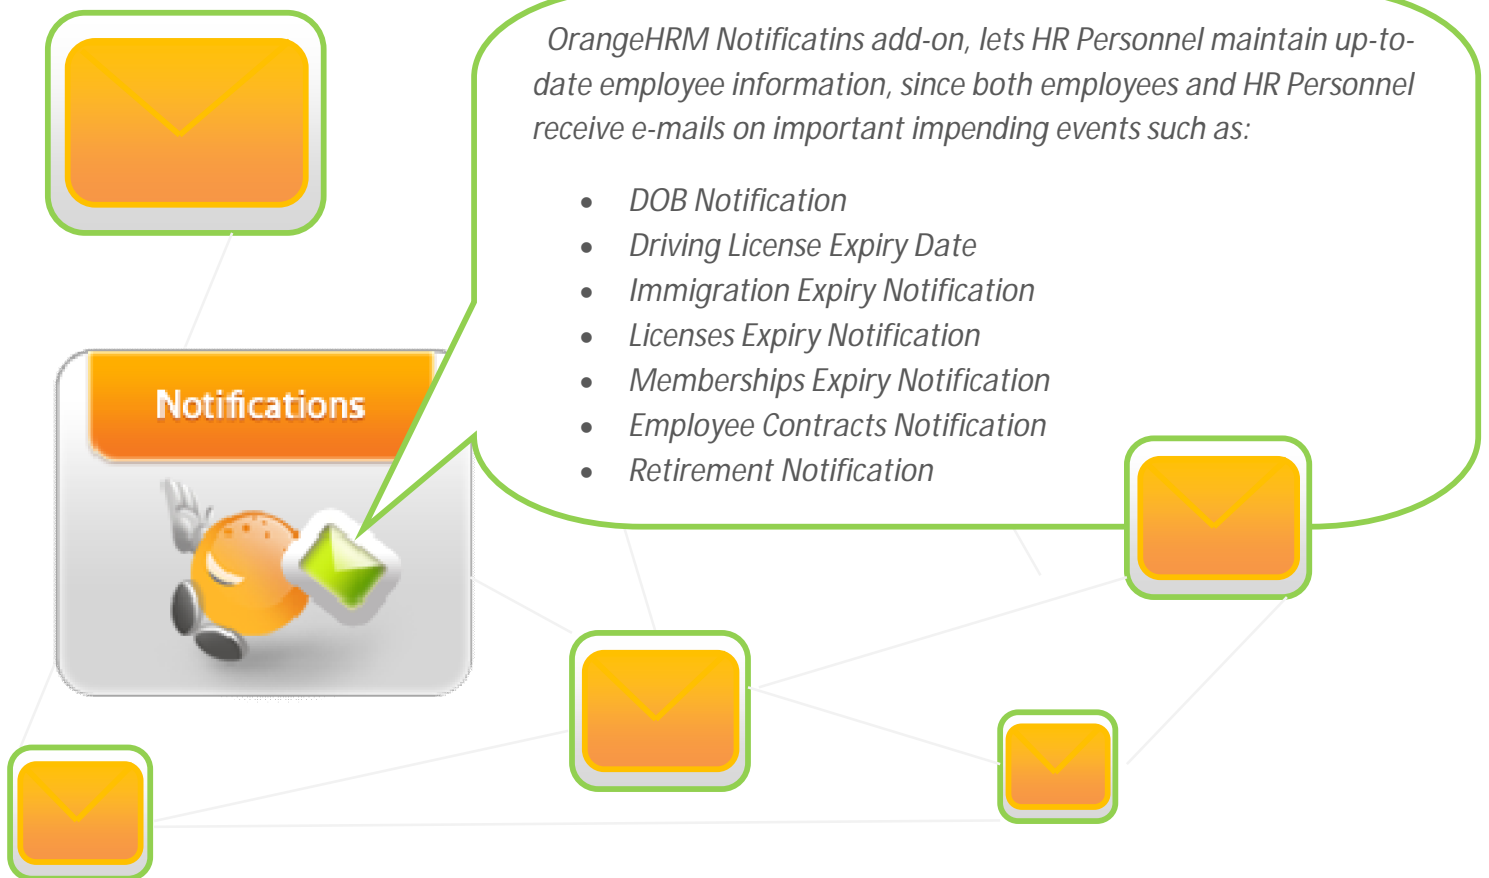 OrangeHRM Notificatins add-on, lets HR Personnel maintain up-to-
date employee information, since both employees and HR Personnel
receive e-mails on important impending events such as:
• DOB Notification
• Driving License Expiry Date
• Immigration Expiry Notification
• Licenses Expiry Notification
• Memberships Expiry Notification
• Employee Contracts Notification
• Retirement Notification
Notifications